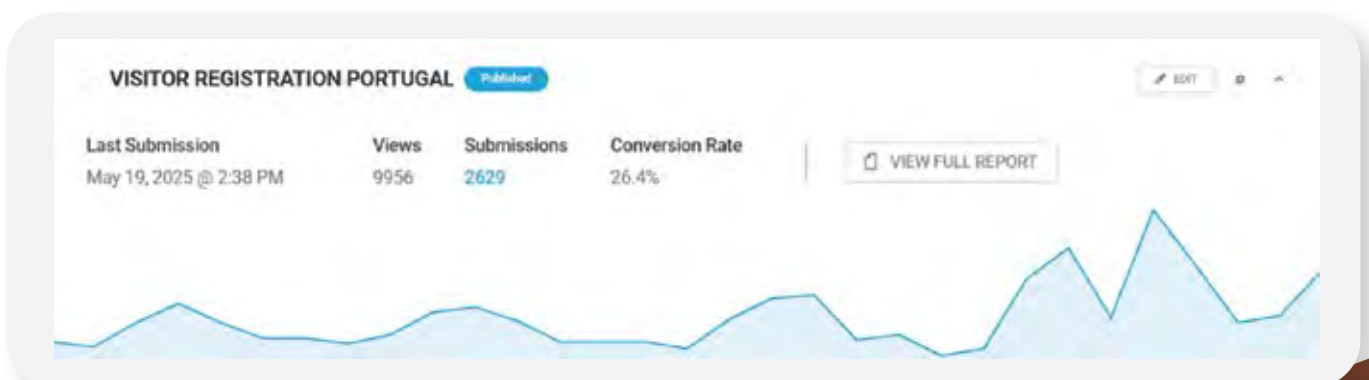 VISITOR REGISTRATION PORTUGAL Published
EDIT
Last Submission Views Submissions Conversion Rate
May 19, 2025 @ 2:38 PM 9956 2629 26.4%
VIEW FULL REPORT